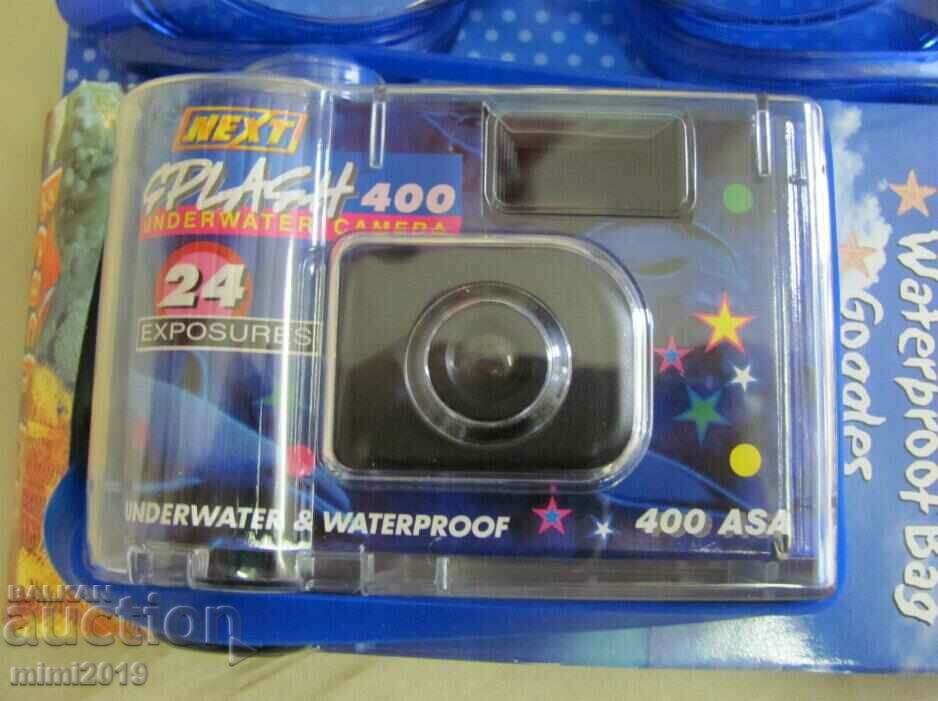 NEXT
SPLASH 400
UNDERWATER CAMERA
24
EXPOSURES
UNDERWATER & WATERPROOF
400 ASA
Waterproof Bag
Goggles
BALKAN
auction
mimi2019